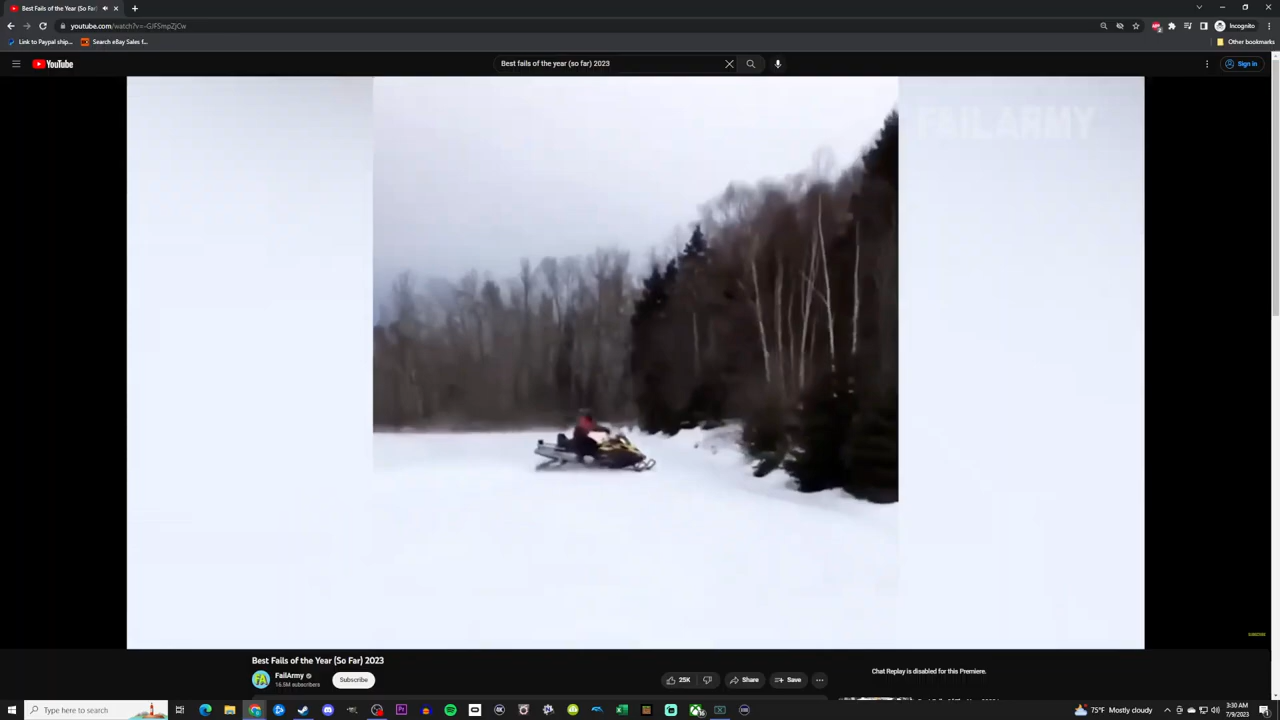 Best Fails of the Year (So Far)
youtube.com/watch?v=-GJFSmpZjCw
Incognito
Link to Paypal ship...
Search eBay Sales f...
Other bookmarks
YouTube
Best fails of the year (so far) 2023
Sign in
FAILARMY
Best Fails of the Year (So Far) 2023
FailArmy
16.5M subscribers
Subscribe
25K
Share
Save
Chat Replay is disabled for this Premiere.
Type here to search
75°F Mostly cloudy
3:30 AM
7/9/2023